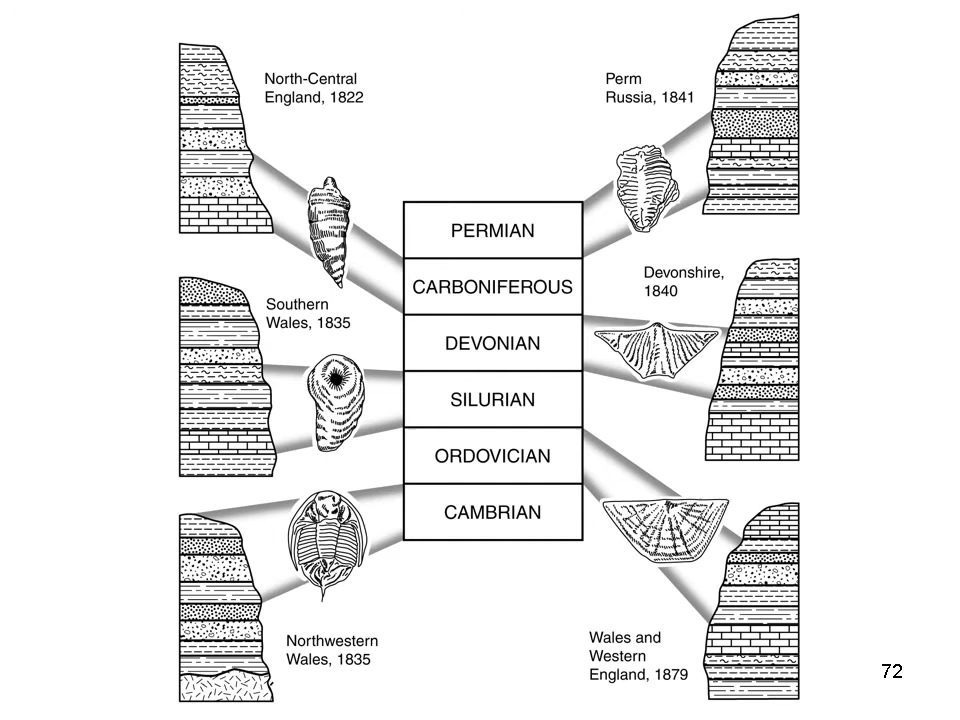 North-Central
England, 1822
Perm
Russia, 1841
PERMIAN
CARBONIFEROUS
DEVONIAN
SILURIAN
ORDOVICIAN
CAMBRIAN
Devonshire,
1840
Southern
Wales, 1835
Northwestern
Wales, 1835
Wales and
Western
England, 1879
72